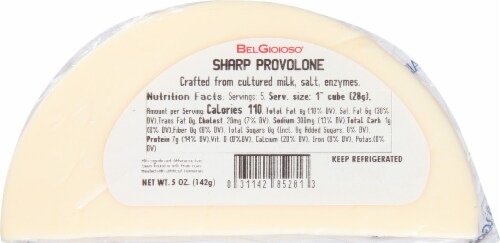 BELGIOIOSO
SHARP PROVOLONE
Crafted from cultured milk, salt, enzymes.
Nutrition Facts. Servings: 5, Serv. size: 1" cube (28g),
Amount per Serving: Calories 110, Total Fat 8g (10% DV), Sat. Fat 6g (30%
DV), Trans Fat 0g, Cholest 20mg (7% DV), Sodium 300mg (13% DV), Total Carb 1g
(0% DV), Fiber 0g (0% DV), Total Sugars 0g (Incl. 0g Added Sugars, 0% DV),
Protein 7g (14% DV), Vit. D (0%DV), Calcium (20% DV), Iron (0% DV), Potas. (0%
DV).
KEEP REFRIGERATED
NET WT. 5 OZ. (142g)
0 31142 85281 3